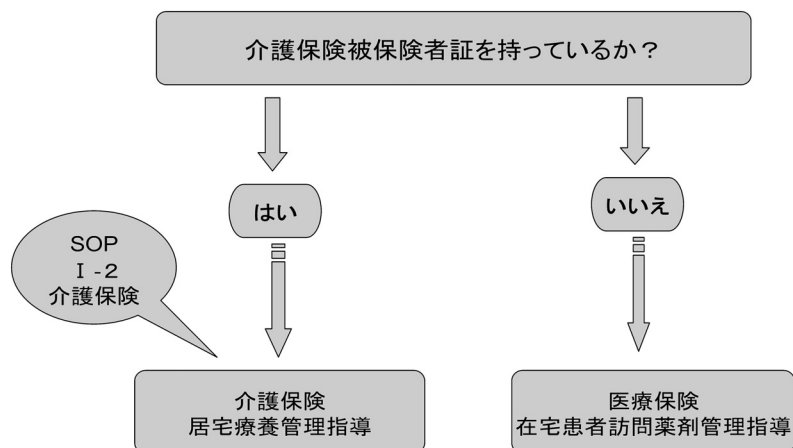 介護保険被保険者証を持っているか？
はい
いいえ
SOP
Ⅰ-2
介護保険
介護保険
居宅療養管理指導
医療保険
在宅患者訪問薬剤管理指導